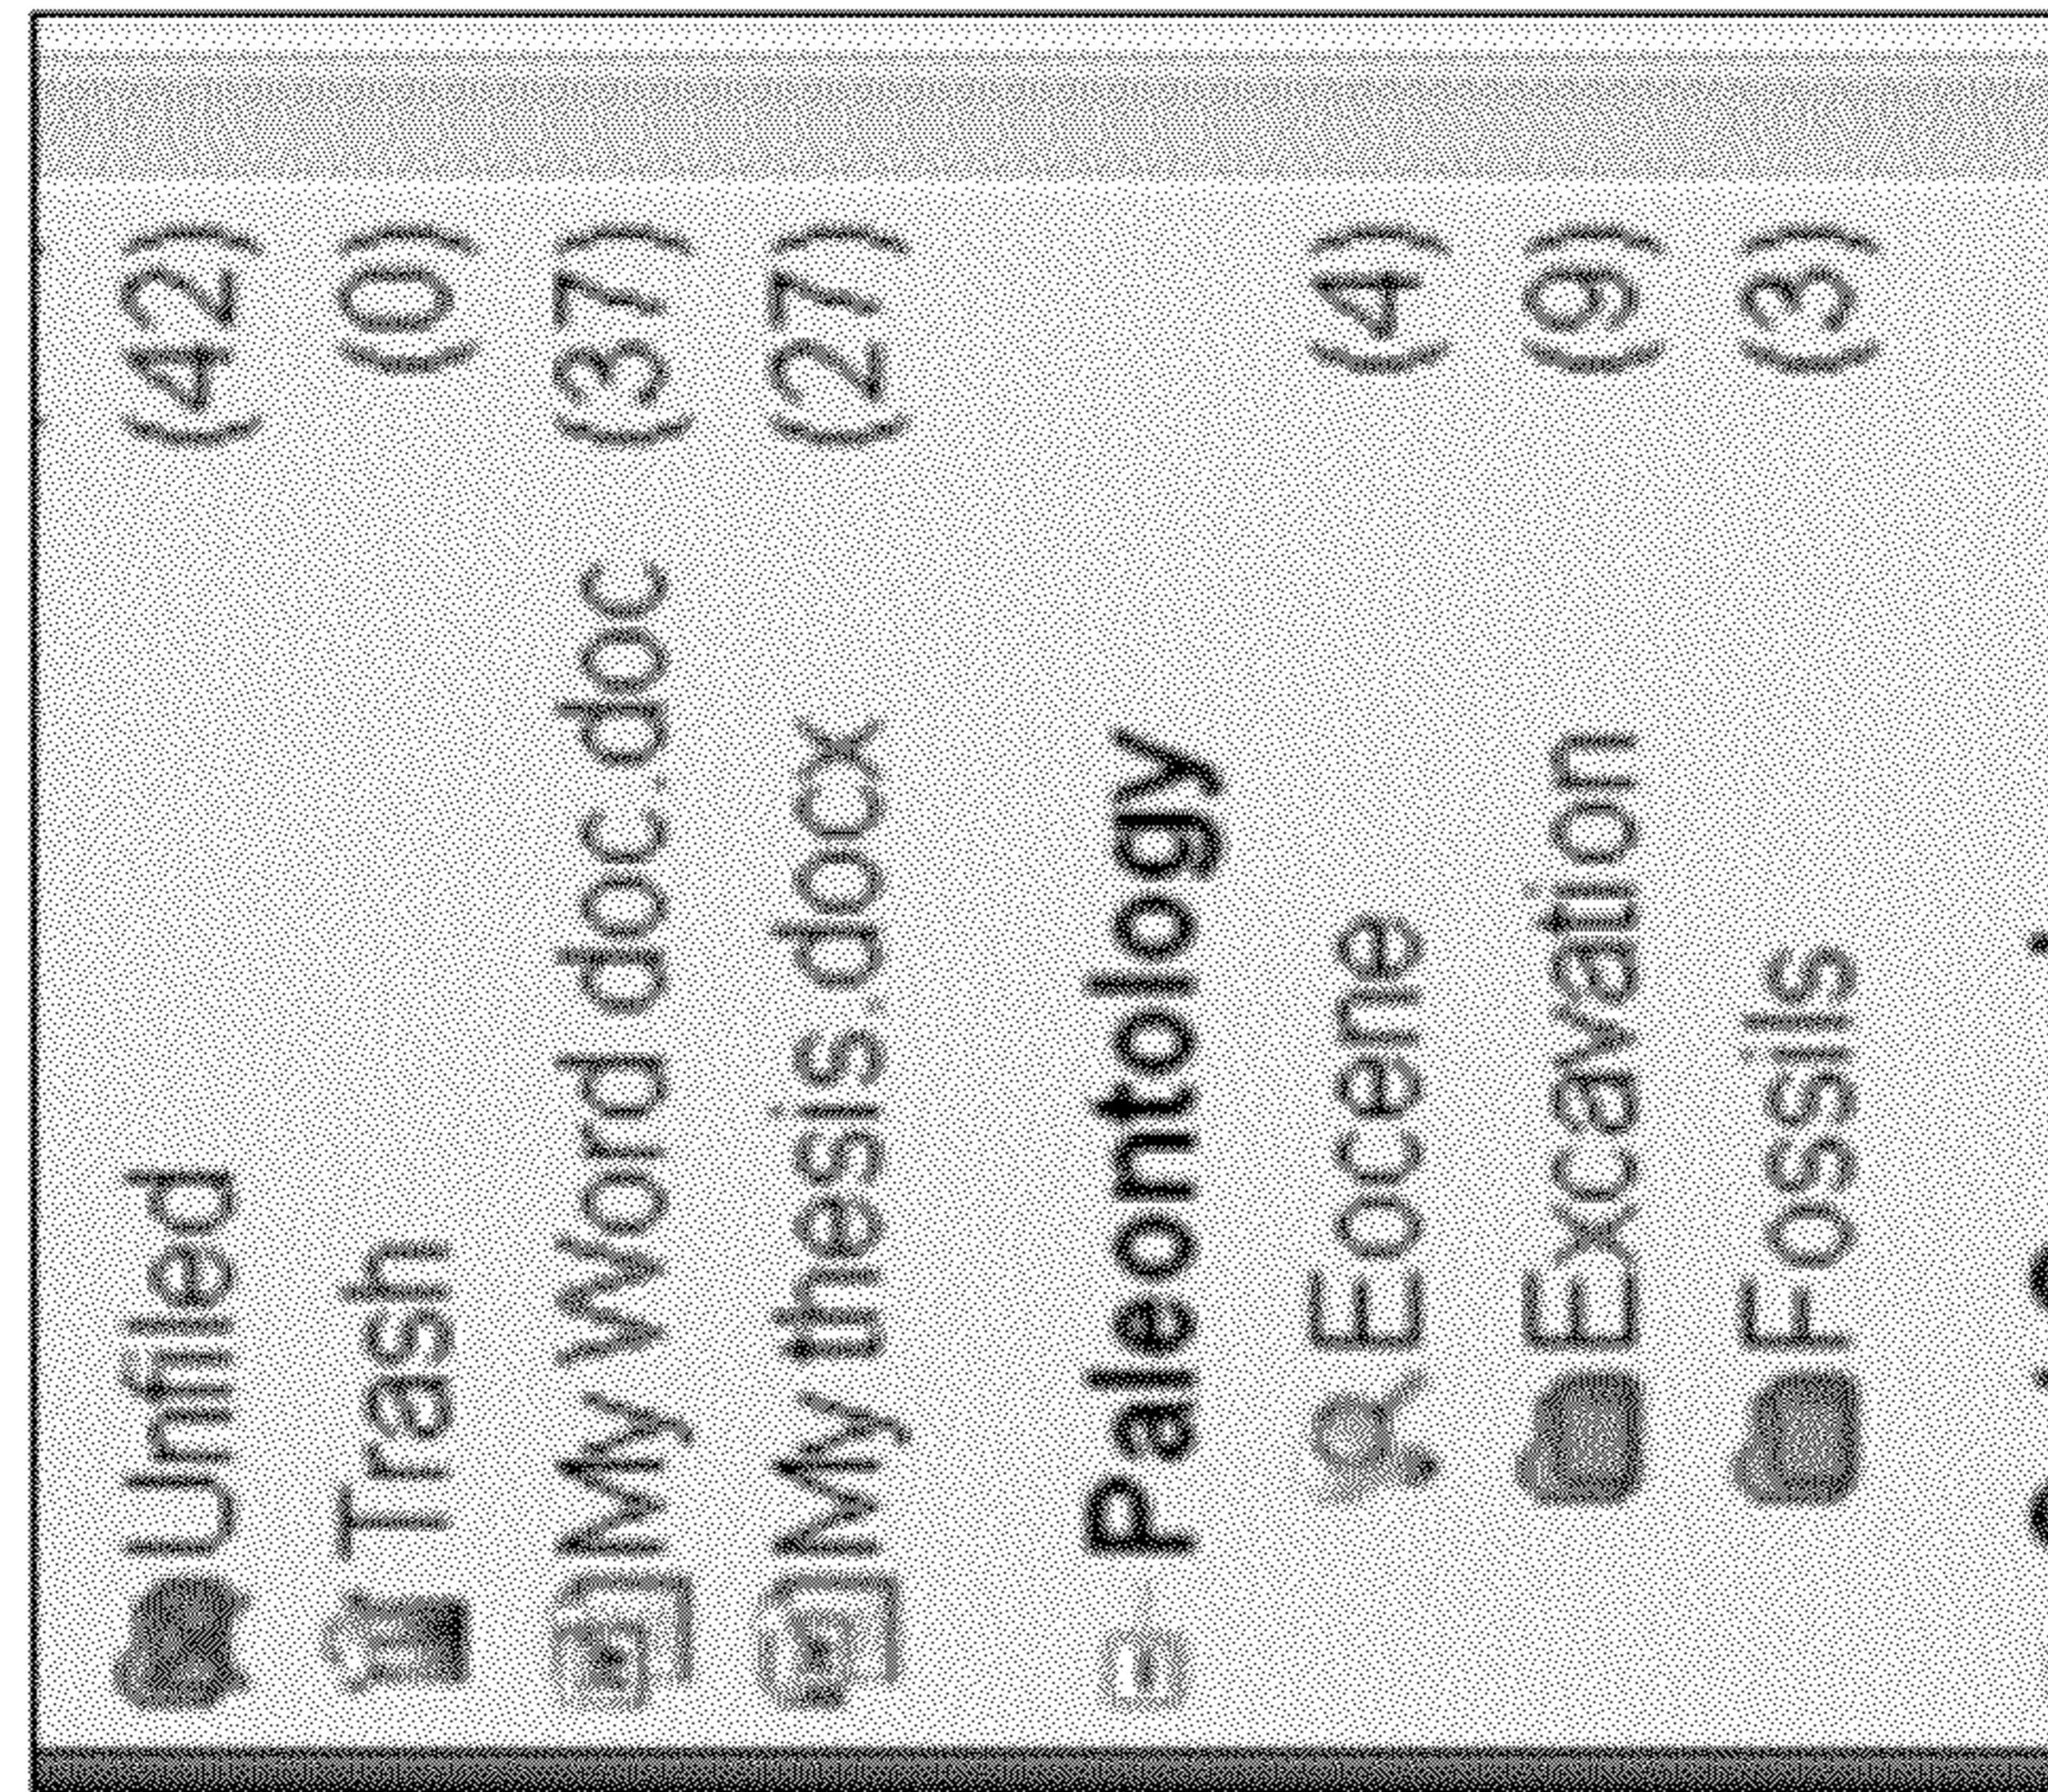 Unfiled (42)
Trash (0)
My Word doc.doc (37)
My thesis.docx (27)
Paleontology
Eocene (4)
Excavation (9)
Fossils (3)